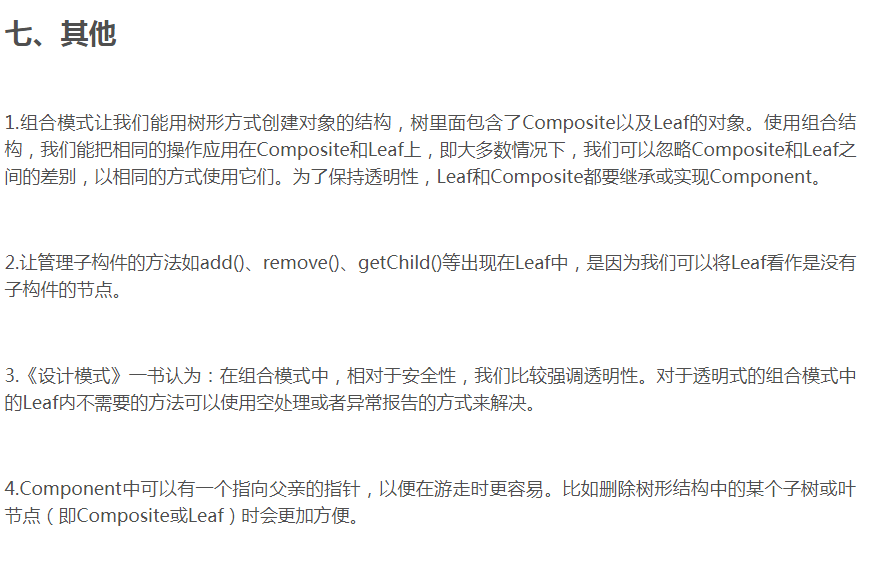 七、其他
1.组合模式让我们能用树形方式创建对象的结构，树里面包含了Composite以及Leaf的对象。使用组合结
构，我们能把相同的操作应用在Composite和Leaf上，即大多数情况下，我们可以忽略Composite和Leaf之
间的差别，以相同的方式使用它们。为了保持透明性，Leaf和Composite都要继承或实现Component。
2.让管理子构件的方法如add()、remove()、getChild()等出现在Leaf中，是因为我们可以将Leaf看作是没有
子构件的节点。
3.《设计模式》一书认为：在组合模式中，相对于安全性，我们比较强调透明性。对于透明式的组合模式中
的Leaf内不需要的方法可以使用空处理或者异常报告的方式来解决。
4.Component中可以有一个指向父亲的指针，以便在游走时更容易。比如删除树形结构中的某个子树或叶
节点（即Composite或Leaf）时会更加方便。